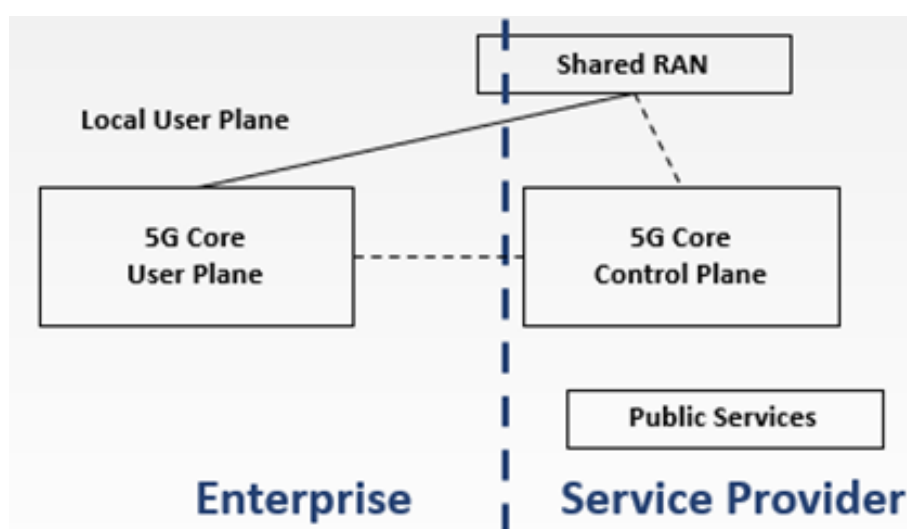 Shared RAN
Local User Plane
5G Core
User Plane
5G Core
Control Plane
Public Services
Enterprise
Service Provider